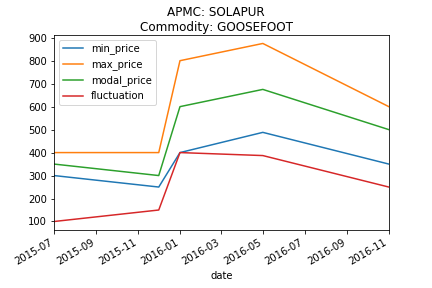 APMC: SOLAPUR
Commodity: GOOSEFOOT
900
800
700
600
500
400
300
200
100
min_price
max_price
modal_price
fluctuation
2015-07
2015-09
2015-11
2016-01
2016-03
2016-05
2016-07
2016-09
2016-11
date